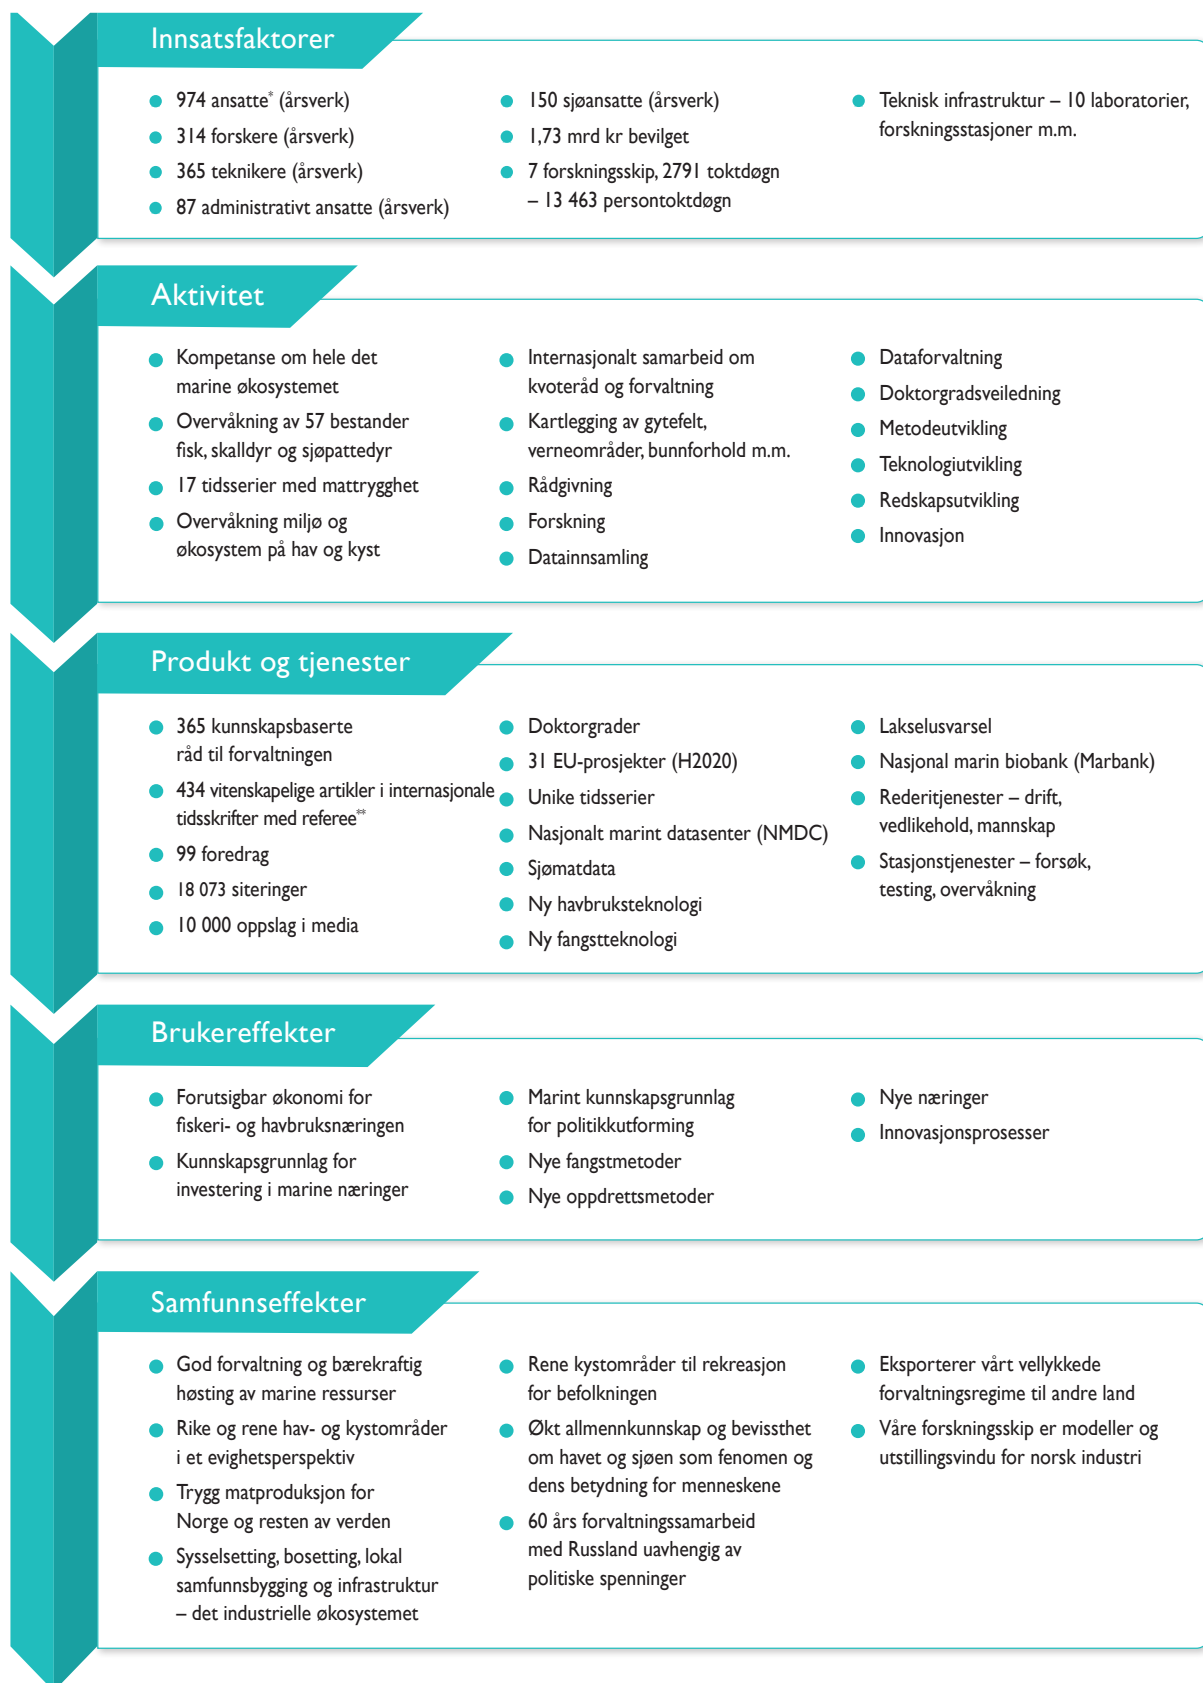 Innsatsfaktorer
974 ansatte* (årsverk)
314 forskere (årsverk)
365 teknikere (årsverk)
87 administrativt ansatte (årsverk)
150 sjøansatte (årsverk)
1,73 mrd kr bevilget
7 forskningsskip, 2791 toktdøgn
– 13 463 persontoktdøgn
Teknisk infrastruktur – 10 laboratorier,
forskningsstasjoner m.m.
Aktivitet
Kompetanse om hele det
marine økosystemet
Overvåkning av 57 bestander
fisk, skalldyr og sjøpattedyr
17 tidsserier med mattrygghet
Overvåkning miljø og
økosystem på hav og kyst
Internasjonalt samarbeid om
kvoteråd og forvaltning
Kartlegging av gytefelt,
verneområder, bunnforhold m.m.
Rådgivning
Forskning
Datainnsamling
Dataforvaltning
Doktorgradsveiledning
Metodeutvikling
Teknologiutvikling
Redskapsutvikling
Innovasjon
Produkt og tjenester
365 kunnskapsbaserte
råd til forvaltningen
434 vitenskapelige artikler i internasjonale
tidsskrifter med referee**
99 foredrag
18 073 siteringer
10 000 oppslag i media
Doktorgrader
31 EU-prosjekter (H2020)
Unike tidsserier
Nasjonalt marint datasenter (NMDC)
Sjømatdata
Ny havbruksteknologi
Ny fangstteknologi
Lakselusvarsel
Nasjonal marin biobank (Marbank)
Rederitjenester – drift,
vedlikehold, mannskap
Stasjonstjenester – forsøk,
testing, overvåkning
Brukereffekter
Forutsigbar økonomi for
fiskeri- og havbruksnæringen
Kunnskapsgrunnlag for
investering i marine næringer
Marint kunnskapsgrunnlag
for politikkutforming
Nye fangstmetoder
Nye oppdrettsmetoder
Nye næringer
Innovasjonsprosesser
Samfunnseffekter
God forvaltning og bærekraftig
høsting av marine ressurser
Rike og rene hav- og kystområder
i et evighetsperspektiv
Trygg matproduksjon for
Norge og resten av verden
Sysselsetting, bosetting, lokal
samfunnsbygging og infrastruktur
– det industrielle økosystemet
Rene kystområder til rekreasjon
for befolkningen
Økt allmennkunnskap og bevissthet
om havet og sjøen som fenomen og
dens betydning for menneskene
60 års forvaltningssamarbeid
med Russland uavhengig av
politiske spenninger
Eksporterer vårt vellykkede
forvaltningsregime til andre land
Våre forskningsskip er modeller og
utstillingsvindu for norsk industri